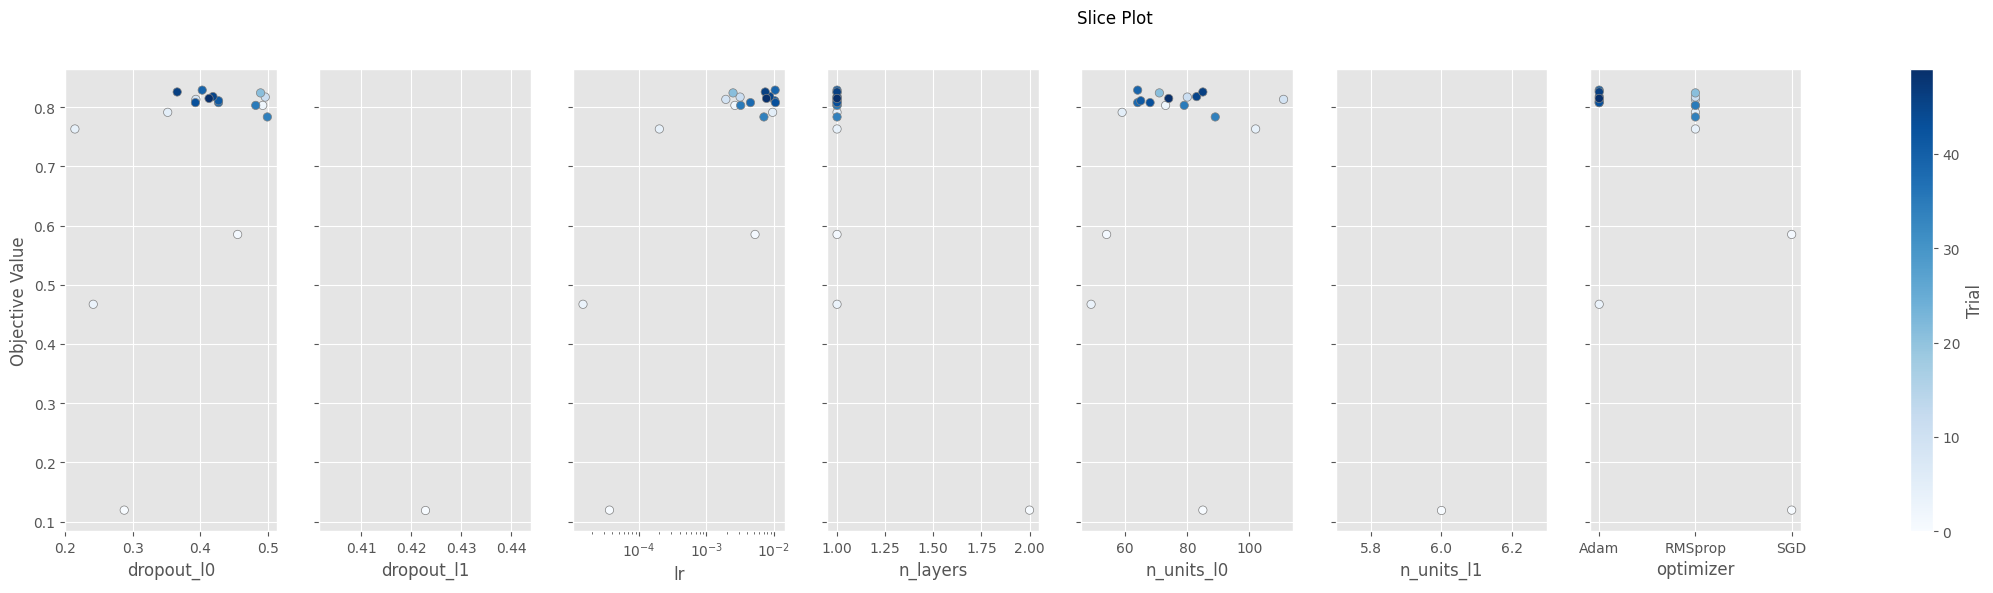 Slice Plot
Objective Value
0.8
0.7
0.6
0.5
0.4
0.3
0.2
0.1
0.2 0.3 0.4 0.5
dropout_l0
0.41 0.42 0.43 0.44
dropout_l1
10⁻⁴ 10⁻³ 10⁻²
lr
1.00 1.25 1.50 1.75 2.00
n_layers
60 80 100
n_units_l0
5.8 6.0 6.2
n_units_l1
Adam RMSprop SGD
optimizer
40
30
20
10
0
Trial